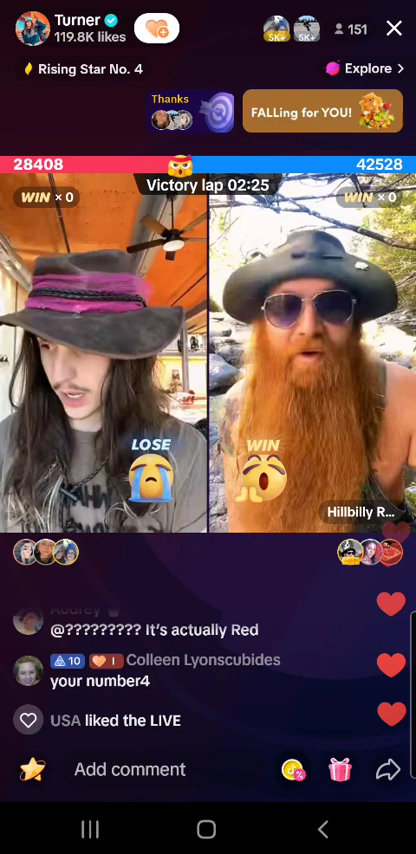 Turner
119.8K likes
5K+ 5K+ 151
Rising Star No. 4
Explore >
Thanks
FALLing for YOU!
28408
42528
Victory lap 02:25
WIN × 0
WIN × 0
LOSE
WIN
Hillbilly R...
Audrey
@????????? It's actually Red
10 I Colleen Lyonscubides
your number4
USA liked the LIVE
Add comment